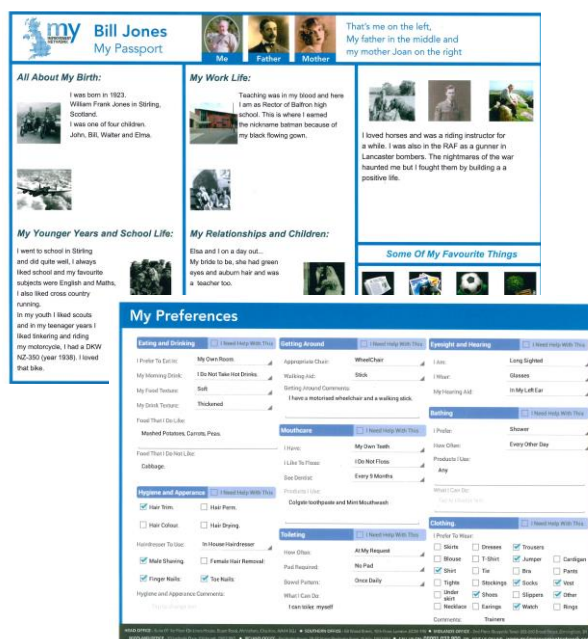 my
Bill Jones
My Passport
Me
Father
Mother
That's me on the left,
My father in the middle and
my mother Joan on the right
All About My Birth:
I was born on 1923.
William Frank Jones in Stirling,
Scotland.
I was one of four children.
John, Bill, Walter and Elma.
My Younger Years and School Life:
I went to school in Stirling
and did quite well, I always
liked school and my favourite
subjects were English and Maths,
I also liked cross country
running.
In my youth I liked scouts
and in my teenager years I
liked tinkering and riding
my motorcycle, I had a DKW
NZ-350 (year 1938). I loved
that bike.
My Work Life:
Teaching was in my blood and here
I am as Rector of Balfron high
school. This is where I earned
the nickname batman because of
my black flowing gown.
My Relationships and Children:
Elsa and I on a day out...
My bride to be, she had green
eyes and auburn hair and was
a teacher too.
I loved horses and was a riding instructor for
a while. I was also in the RAF as a gunner in
Lancaster bombers. The nightmares of the war
haunted me but I fought them by building a a
positive life.
Some Of My Favourite Things
My Preferences
Eating and Drinking
I Need Help With This
I Prefer To Eat In: My Own Room
My Morning Drink: I Do Not Take Hot Drinks
My Food Texture: Soft
My Drink Texture: Thickened
Food That I Do Like:
Mashed Potatoes, Carrots, Peas.
Food That I Do Not Like:
Cabbage.
Hygiene and Apperance
I Need Help With This
Hair Trim.
Hair Perm.
Hair Colour.
Hair Drying.
Hairdresser To Use: In House Hairdresser
Male Shaving.
Female Hair Removal:
Finger Nails:
Toe Nails:
Hygiene and Appearance Comments:
Getting Around
I Need Help With This
Appropriate Chair: WheelChair
Walking Aid: Stick
Getting Around Comments:
I have a motorised wheelchair and a walking stick.
Mouthcare
I Need Help With This
I Have: My Own Teeth
I Like To Floss: I Do Not Floss
See Dentist: Every 9 Months
Products I Use:
Colgate toothpaste and Mint Mouthwash
Toileting
I Need Help With This
How Often: At My Request
Pad Required: No Pad
Bowel Pattern: Once Daily
What I Can Do:
I can toilet myself
Eyesight and Hearing
I Need Help With This
I Am: Long Sighted
I Wear: Glasses
My Hearing Aid: In My Left Ear
Bathing
I Need Help With This
I Prefer: Shower
How Often: Every Other Day
Products I Use:
Any
What I Can Do:
Clothing
I Need Help With This
I Prefer To Wear:
Skirts
Dresses
Trousers
Blouse
T-Shirt
Jumper
Cardigan
Shirt
Tie
Bra
Pants
Tights
Stockings
Socks
Vest
Under skirt
Shoes
Slippers
Other
Necklace
Earings
Watch
Rings
Comments: Trainers